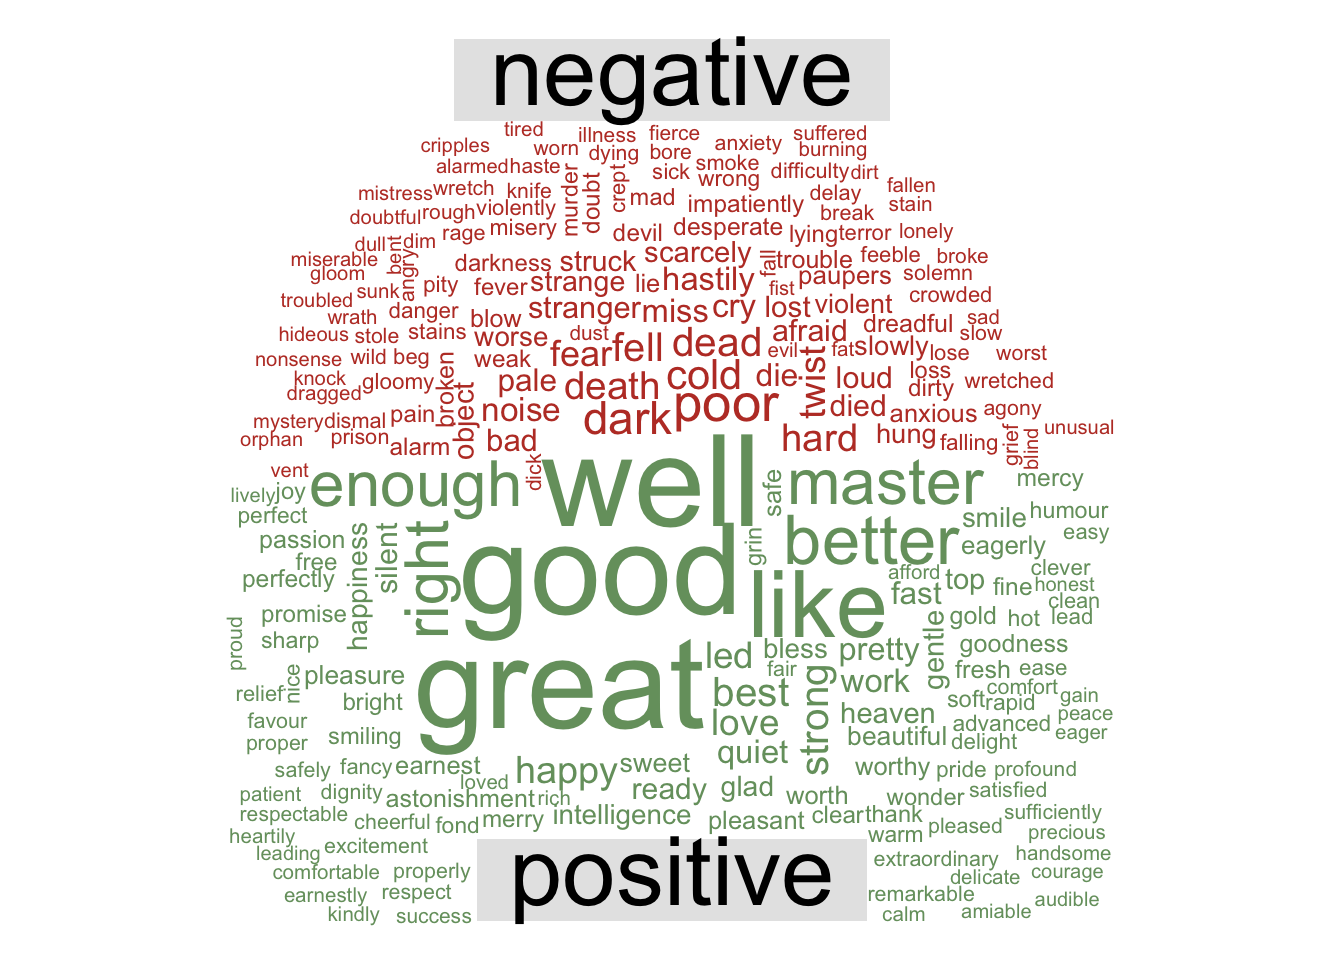 negative
tired illness fierce suffered
cripples worn dying bore anxiety burning
alarmed haste sick smoke difficulty dirt
mistress wretch knife murder doubt crept mad wrong delay fallen
doubtful rough violently impatiently break stain
dull dim rage misery devil desperate lying terror lonely
miserable bent darkness struck scarcely fall trouble feeble broke
gloom angry pity fever strange lie hastily fist paupers solemn
troubled sunk danger stranger miss cry lost violent crowded
wrath stains blow dust afraid dreadful sad
hideous stole worse fear fell dead evil fat slowly lose slow worst
nonsense wild beg weak twist loss
knock gloomy broken pale death cold die loud dirty wretched
dragged object noise dark poor died anxious agony
mystery dismal pain hard hung
orphan prison alarm bad falling grief blind unusual
vent dick well
lively joy enough safe master mercy
perfect smile humour
passion silent right good grin better eagerly easy
free happiness like afford top clever
perfectly fast fine honest
promise gentle gold hot lead clean
proud sharp led bless pretty goodness
nice pleasure great fair strong work fresh ease
relief bright best soft rapid comfort gain
favour love heaven advanced peace
proper smiling quiet beautiful delight eager
safely fancy earnest happy sweet worthy pride profound
patient dignity loved ready glad worth wonder satisfied
respectable astonishment rich
cheerful fond merry intelligence pleasant clear thank sufficiently
heartily excitement warm pleased precious
leading positive extraordinary handsome
comfortable properly delicate courage
earnestly respect remarkable audible
kindly success calm amiable